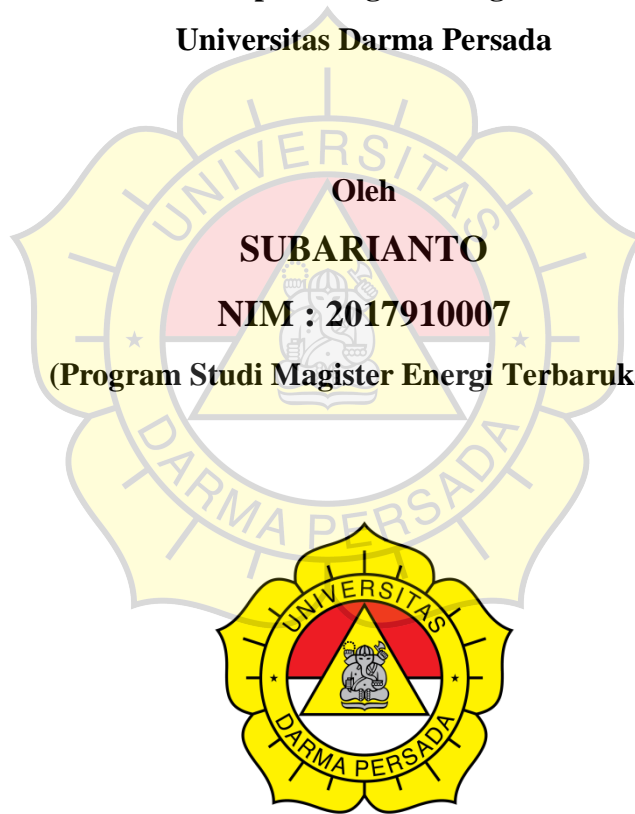 Universitas Darma Persada
UNIVERSITAS
Oleh
SUBARIANTO
NIM : 2017910007
(Program Studi Magister Energi Terbaruk
DARMA PERSADA
UNIVERSITAS
DARMA PERSADA